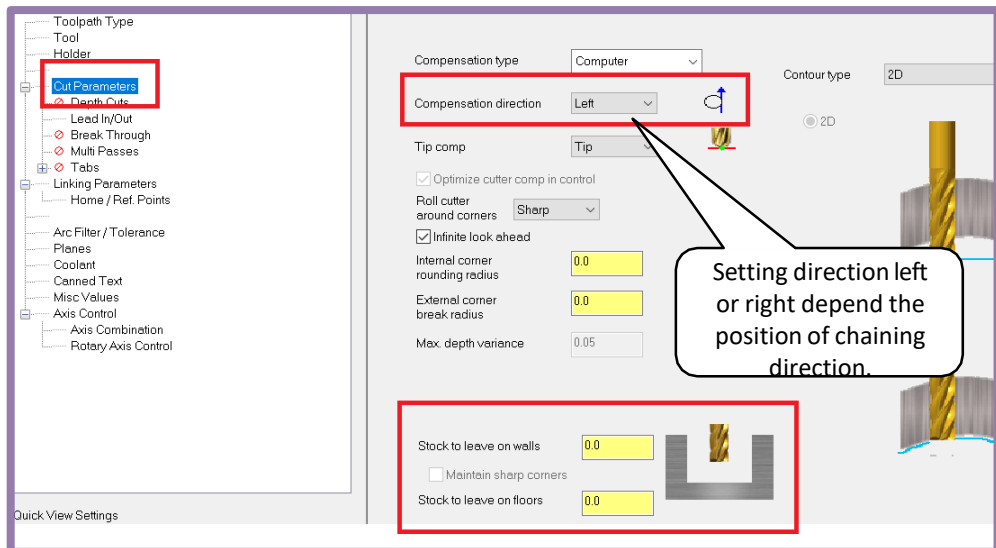 Toolpath Type
Tool
Holder
Cut Parameters
Depth Cuts
Lead In/Out
Break Through
Multi Passes
Tabs
Linking Parameters
Home / Ref. Points
Arc Filter / Tolerance
Planes
Coolant
Canned Text
Misc Values
Axis Control
Axis Combination
Rotary Axis Control
Quick View Settings
Compensation type Computer
Compensation direction Left
Tip comp Tip
Optimize cutter comp in control
Roll cutter
around corners Sharp
Infinite look ahead
Internal corner
rounding radius 0.0
External corner
break radius 0.0
Max. depth variance 0.05
Stock to leave on walls 0.0
Maintain sharp corners
Stock to leave on floors 0.0
Contour type 2D
2D
Setting direction left
or right depend the
position of chaining
direction.